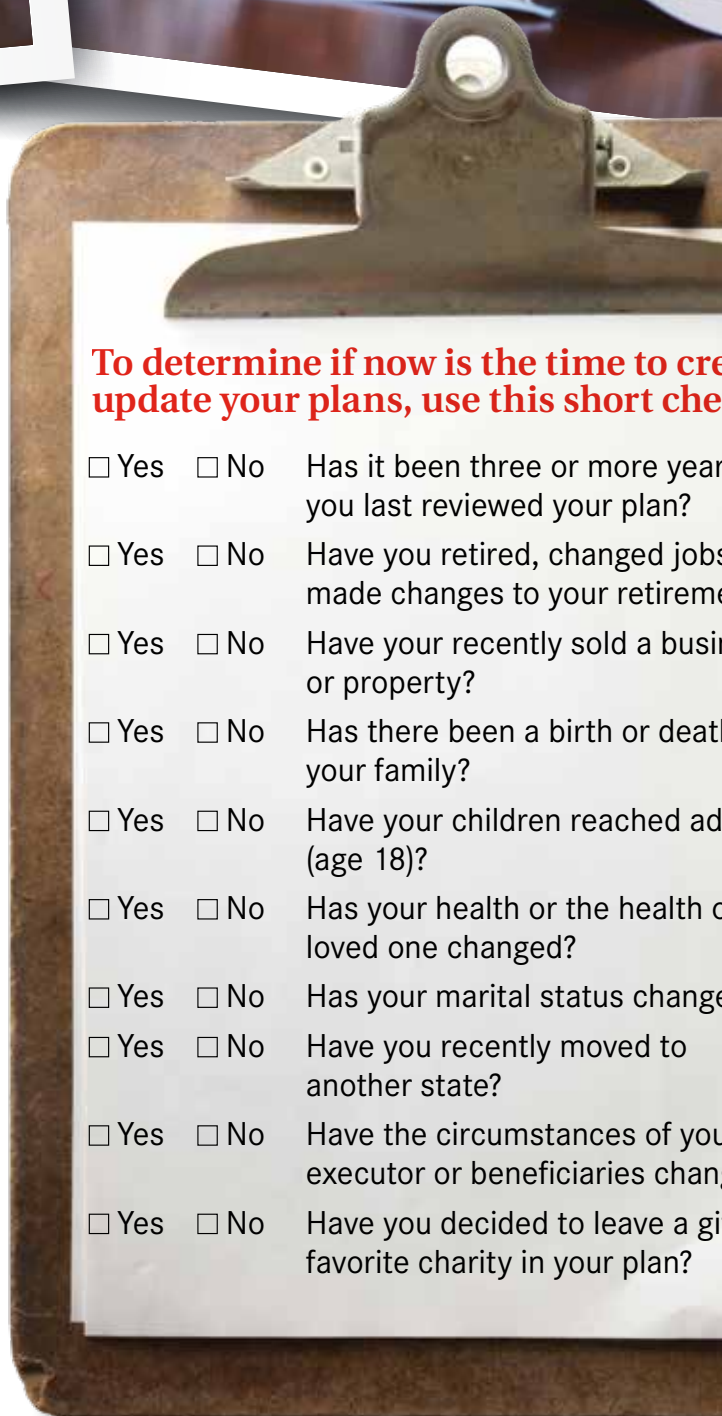 To determine if now is the time to cre
update your plans, use this short che
☐ Yes ☐ No Has it been three or more year
you last reviewed your plan?
☐ Yes ☐ No Have you retired, changed jobs
made changes to your retireme
☐ Yes ☐ No Have your recently sold a busi
or property?
☐ Yes ☐ No Has there been a birth or death
your family?
☐ Yes ☐ No Have your children reached ad
(age 18)?
☐ Yes ☐ No Has your health or the health o
loved one changed?
☐ Yes ☐ No Has your marital status change
☐ Yes ☐ No Have you recently moved to
another state?
☐ Yes ☐ No Have the circumstances of you
executor or beneficiaries chan
☐ Yes ☐ No Have you decided to leave a gi
favorite charity in your plan?